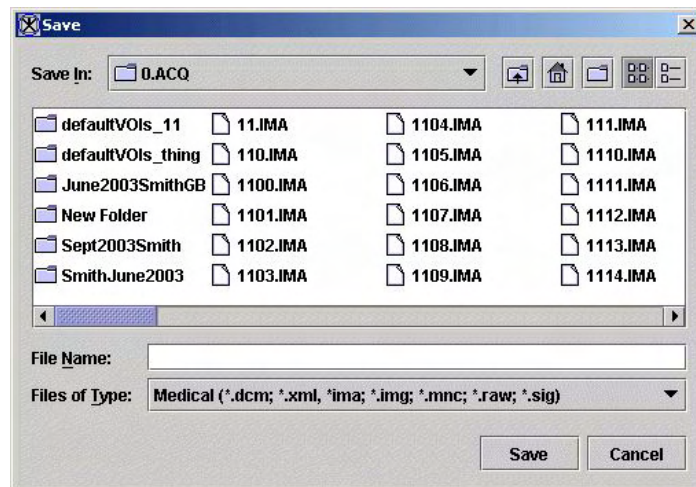 Save
Save In: 0.ACQ
defaultVOIs_11 11.IMA 1104.IMA 111.IMA
defaultVOIs_thing 110.IMA 1105.IMA 1110.IMA
June2003SmithGB 1100.IMA 1106.IMA 1111.IMA
New Folder 1101.IMA 1107.IMA 1112.IMA
Sept2003Smith 1102.IMA 1108.IMA 1113.IMA
SmithJune2003 1103.IMA 1109.IMA 1114.IMA
File Name:
Files of Type: Medical (*.dcm; *.xml, *ima; *.img; *.mnc; *.raw; *.sig)
Save Cancel